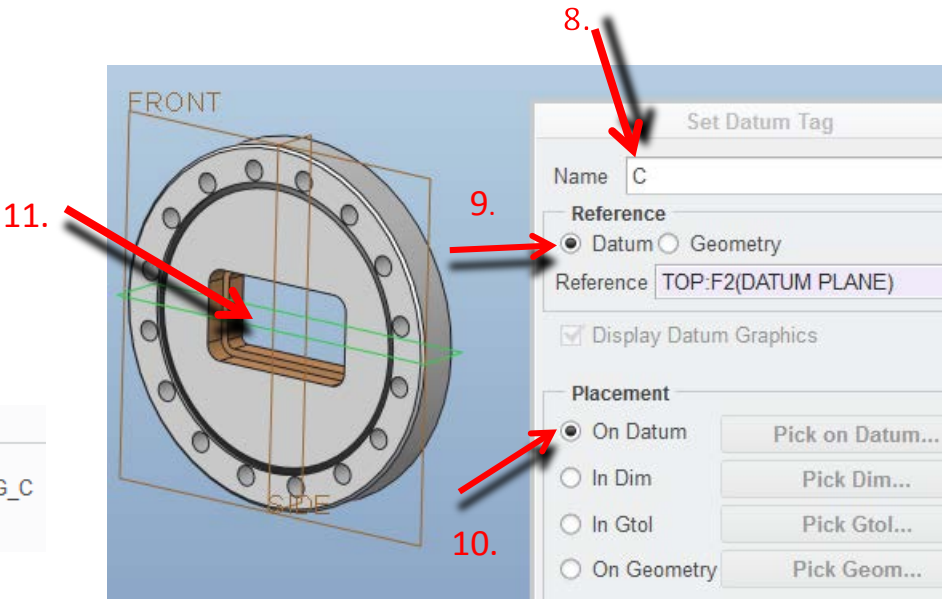 8.
FRONT
Set Datum Tag
Name C
9.
Reference
11.
Datum Geometry
Reference TOP:F2(DATUM PLANE)
Display Datum Graphics
Placement
On Datum Pick on Datum...
G_C
In Dim Pick Dim...
SIDE
In Gtol Pick Gtol...
10.
On Geometry Pick Geom...